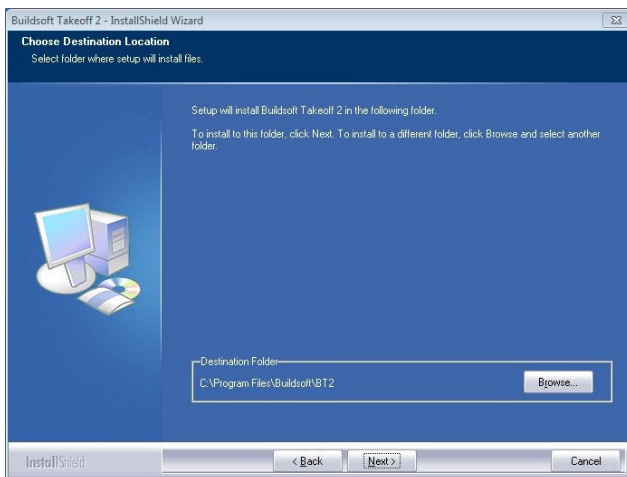 Buildsoft Takeoff 2 - InstallShield Wizard
Choose Destination Location
Select folder where setup will install files.
Setup will install Buildsoft Takeoff 2 in the following folder.
To install to this folder, click Next. To install to a different folder, click Browse and select another
folder.
Destination Folder
C:\Program Files\Buildsoft\BT2
Browse...
InstallShield
< Back
Next >
Cancel